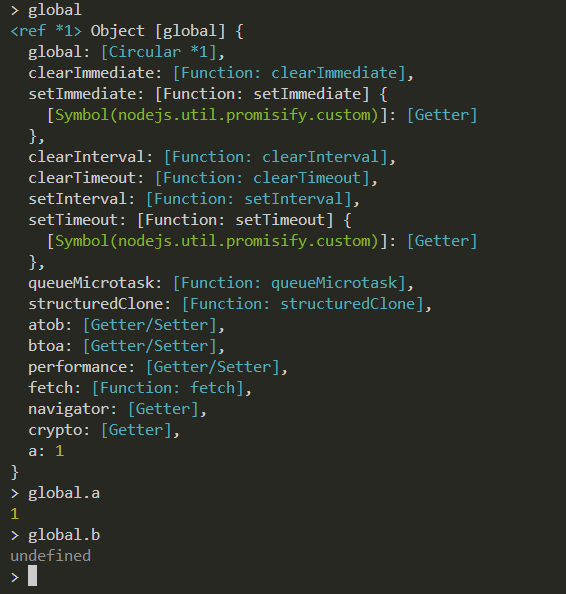 > global
<ref *1> Object [global] {
  global: [Circular *1],
  clearImmediate: [Function: clearImmediate],
  setImmediate: [Function: setImmediate] {
    [Symbol(nodejs.util.promisify.custom)]: [Getter]
  },
  clearInterval: [Function: clearInterval],
  clearTimeout: [Function: clearTimeout],
  setInterval: [Function: setInterval],
  setTimeout: [Function: setTimeout] {
    [Symbol(nodejs.util.promisify.custom)]: [Getter]
  },
  queueMicrotask: [Function: queueMicrotask],
  structuredClone: [Function: structuredClone],
  atob: [Getter/Setter],
  btoa: [Getter/Setter],
  performance: [Getter/Setter],
  fetch: [Function: fetch],
  navigator: [Getter],
  crypto: [Getter],
  a: 1
}
> global.a
1
> global.b
undefined
>